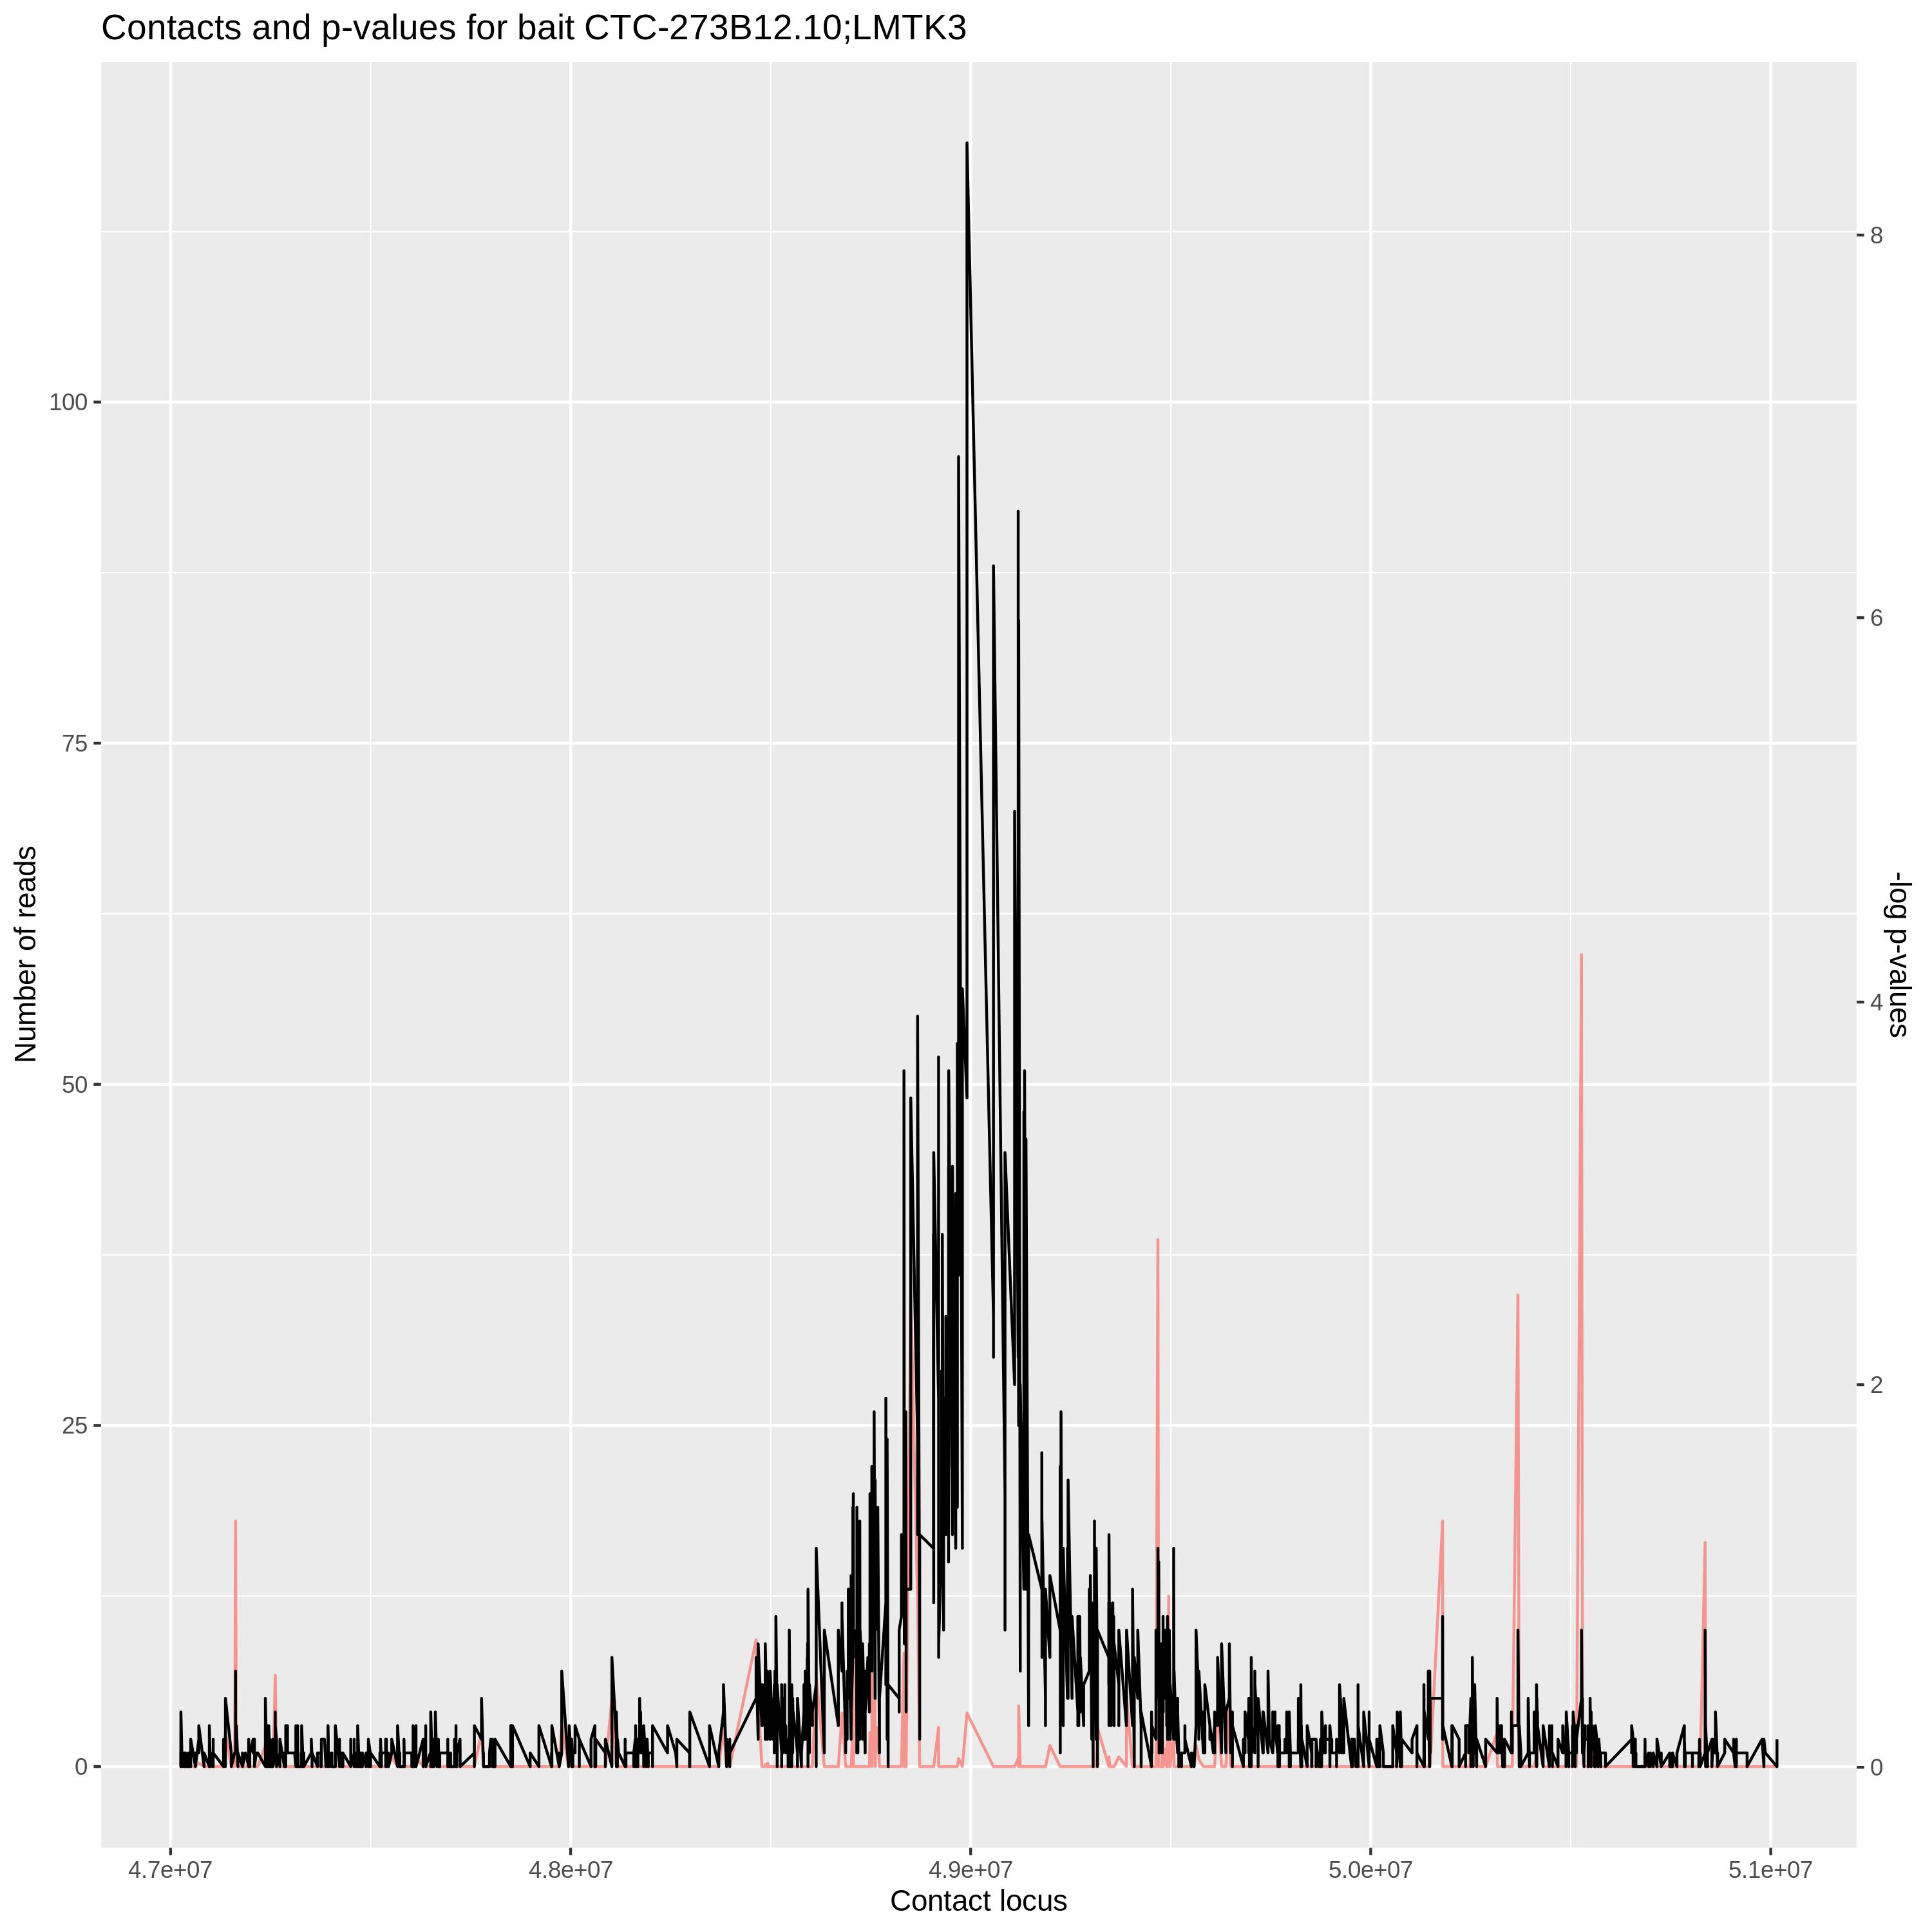 Contacts and p-values for bait CTC-273B12.10;LMTK3
Number of reads
100
75
50
25
0
8
6
4
2
0
-log p-values
4.7e+07
4.8e+07
4.9e+07
5.0e+07
5.1e+07
Contact locus